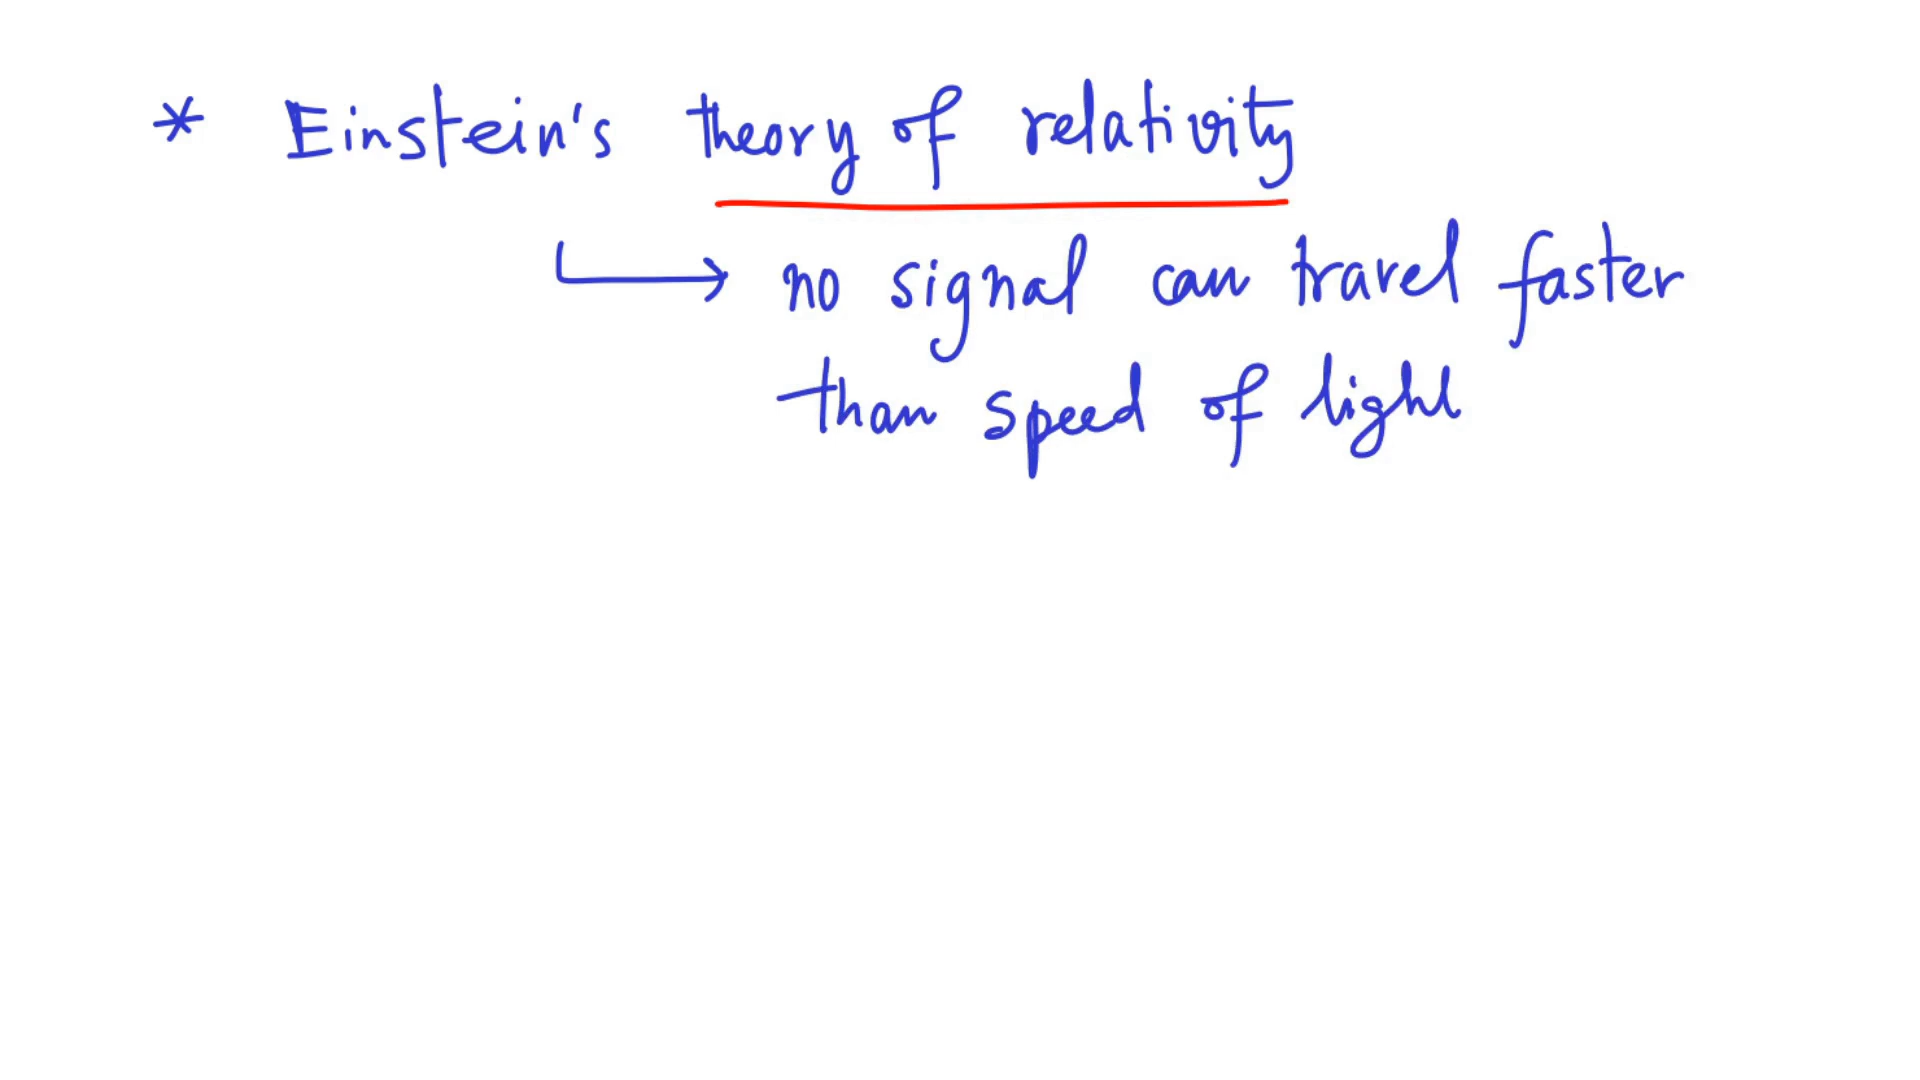 * Einstein's theory of relativity
↳ no signal can travel faster
than speed of light